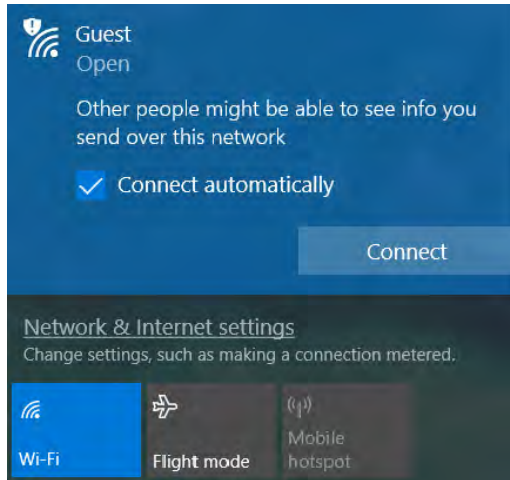 Guest
Open
Other people might be able to see info you
send over this network
Connect automatically
Connect
Network & Internet settings
Change settings, such as making a connection metered.
Wi-Fi
Flight mode
Mobile
hotspot